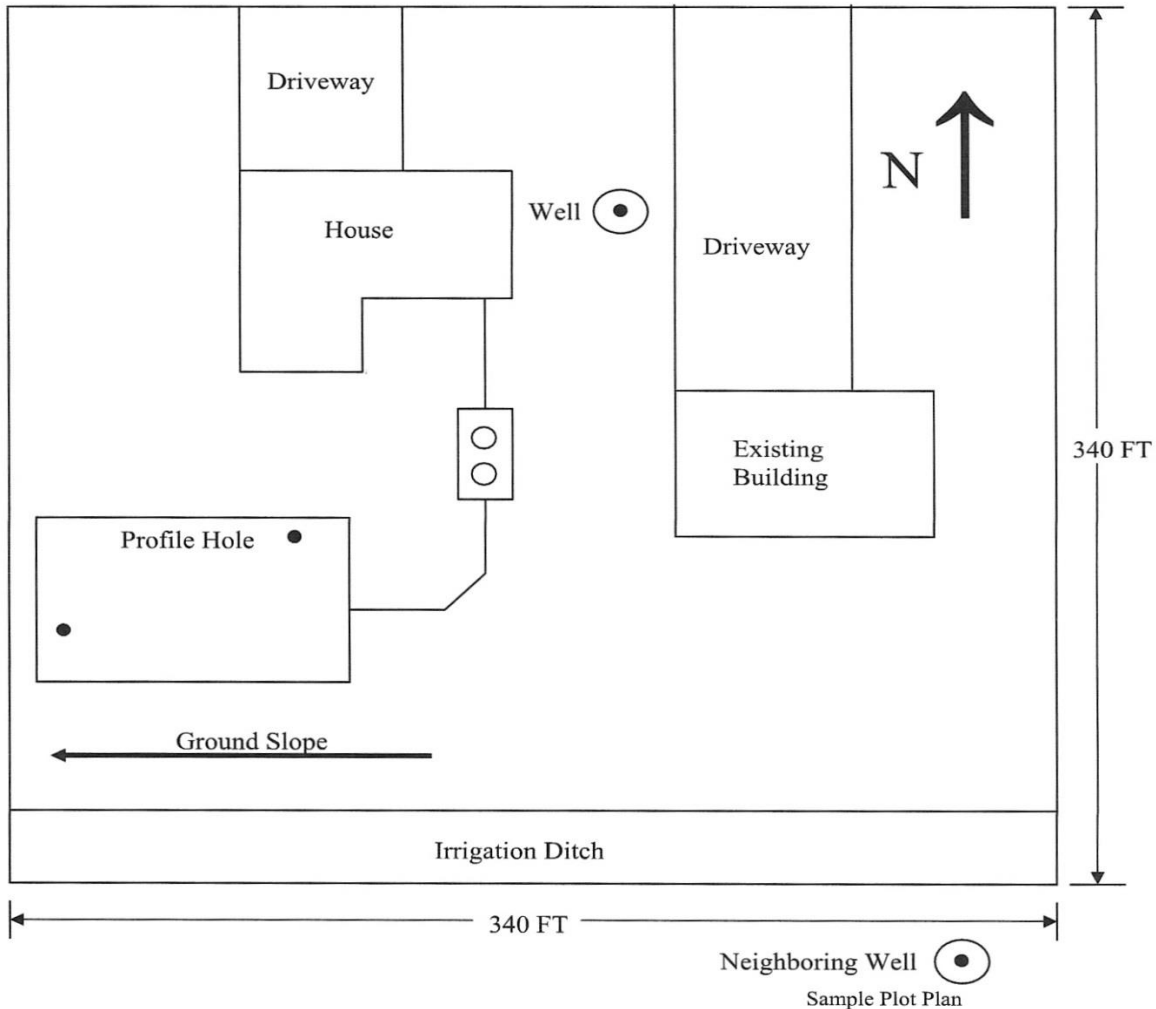 Driveway
N
Well
House
Driveway
Existing
Building
340 FT
Profile Hole
Ground Slope
Irrigation Ditch
340 FT
Neighboring Well
Sample Plot Plan